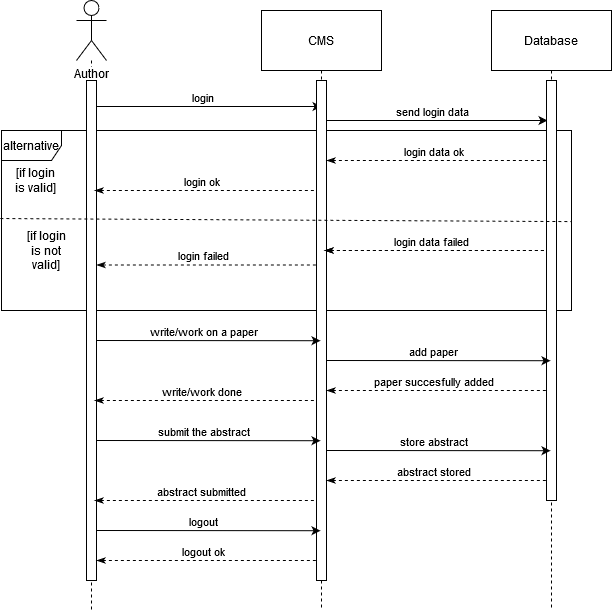 Author
CMS
Database
login
send login data
alternative
login data ok
[if login
is valid]
login ok
[if login
is not
valid]
login data failed
login failed
write/work on a paper
add paper
paper succesfully added
write/work done
submit the abstract
store abstract
abstract stored
abstract submitted
logout
logout ok